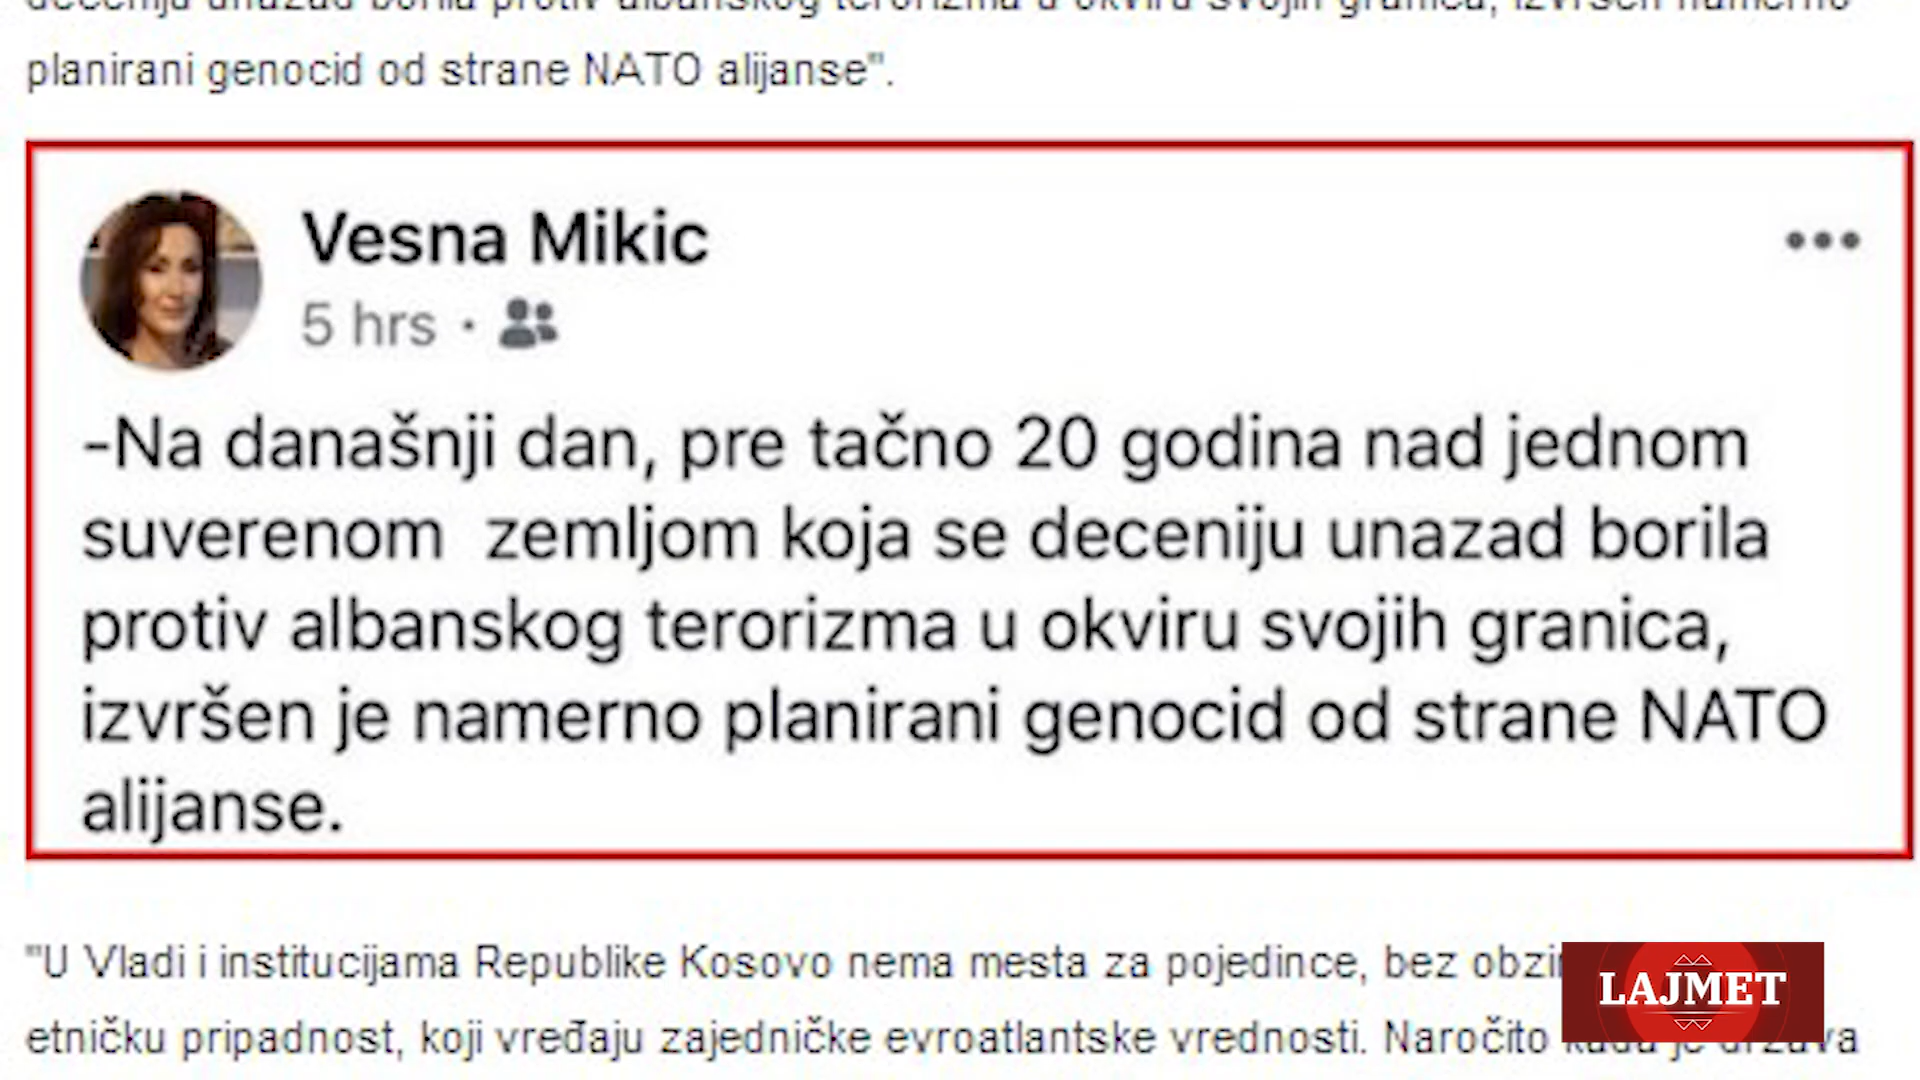 deceniju unazad borila protiv albanskog terorizma u okviru svojih granica, izvršen namerno
planirani genocid od strane NATO alijanse".
Vesna Mikic
5 hrs ·
-Na današnji dan, pre tačno 20 godina nad jednom
suverenom zemljom koja se deceniju unazad borila
protiv albanskog terorizma u okviru svojih granica,
izvršen je namerno planirani genocid od strane NATO
alijanse.
"U Vladi i institucijama Republike Kosovo nema mesta za pojedince, bez
etničku pripadnost, koji vređaju zajedničke evroatlantske vrednosti. Naročito kada je država
LAJMET